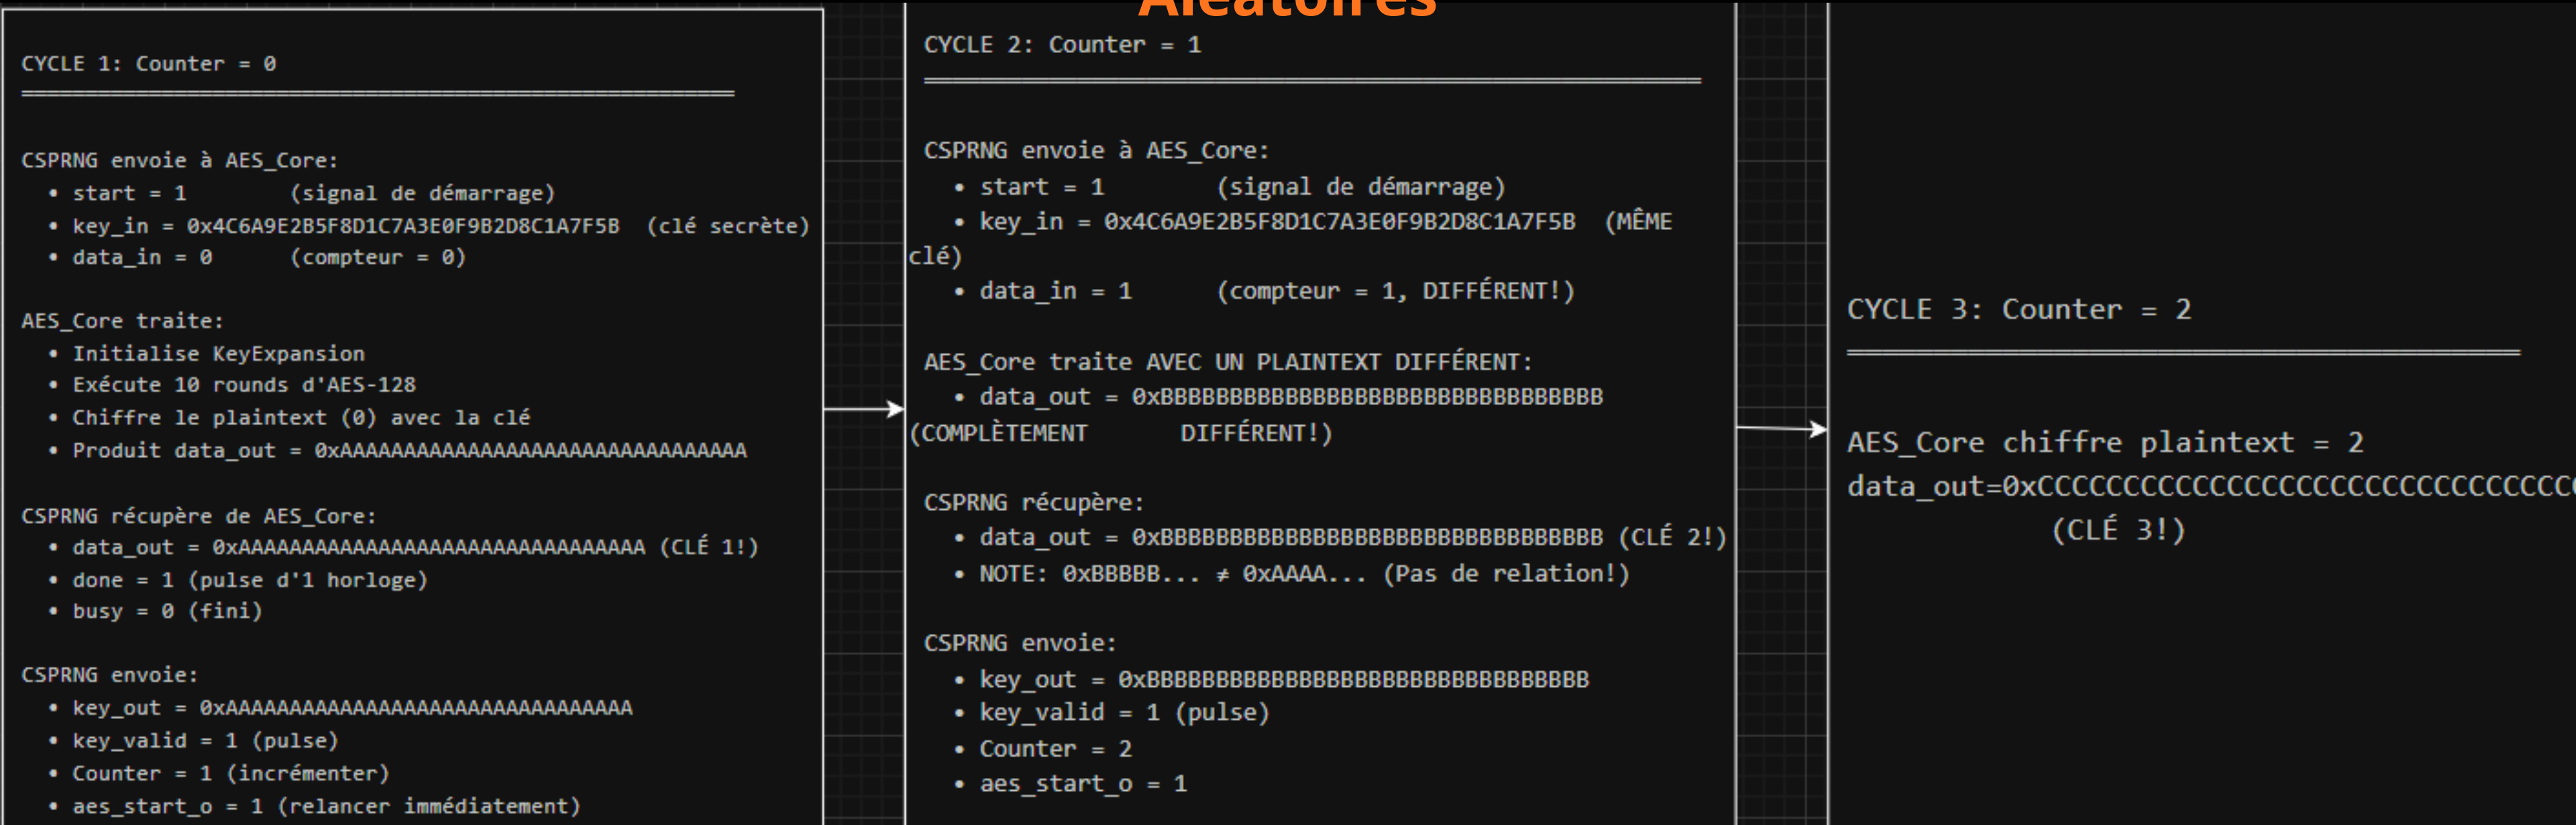 Aléatoires
CYCLE 1: Counter = 0
CSPRNG envoie à AES_Core:
• start = 1 (signal de démarrage)
• key_in = 0x4C6A9E2B5F8D1C7A3E0F9B2D8C1A7F5B (clé secrète)
• data_in = 0 (compteur = 0)
AES_Core traite:
• Initialise KeyExpansion
• Exécute 10 rounds d'AES-128
• Chiffre le plaintext (0) avec la clé
• Produit data_out = 0xAAAAAAAAAAAAAAAAAAAAAAAAAAAAAAAA
CSPRNG récupère de AES_Core:
• data_out = 0xAAAAAAAAAAAAAAAAAAAAAAAAAAAAAAAA (CLÉ 1!)
• done = 1 (pulse d'1 horloge)
• busy = 0 (fini)
CSPRNG envoie:
• key_out = 0xAAAAAAAAAAAAAAAAAAAAAAAAAAAAAAAA
• key_valid = 1 (pulse)
• Counter = 1 (incrémenter)
• aes_start_o = 1 (relancer immédiatement)
CYCLE 2: Counter = 1
CSPRNG envoie à AES_Core:
• start = 1 (signal de démarrage)
• key_in = 0x4C6A9E2B5F8D1C7A3E0F9B2D8C1A7F5B (MÊME
clé)
• data_in = 1 (compteur = 1, DIFFÉRENT!)
AES_Core traite AVEC UN PLAINTEXT DIFFÉRENT:
• data_out = 0xBBBBBBBBBBBBBBBBBBBBBBBBBBBBBBBB
(COMPLÈTEMENT DIFFÉRENT!)
CSPRNG récupère:
• data_out = 0xBBBBBBBBBBBBBBBBBBBBBBBBBBBBBBBB (CLÉ 2!)
• NOTE: 0xBBBBB... ≠ 0xAAAA... (Pas de relation!)
CSPRNG envoie:
• key_out = 0xBBBBBBBBBBBBBBBBBBBBBBBBBBBBBBBB
• key_valid = 1 (pulse)
• Counter = 2
• aes_start_o = 1
CYCLE 3: Counter = 2
AES_Core chiffre plaintext = 2
data_out=0xCCCCCCCCCCCCCCCCCCCCCCCCCCCCCCCC
(CLÉ 3!)